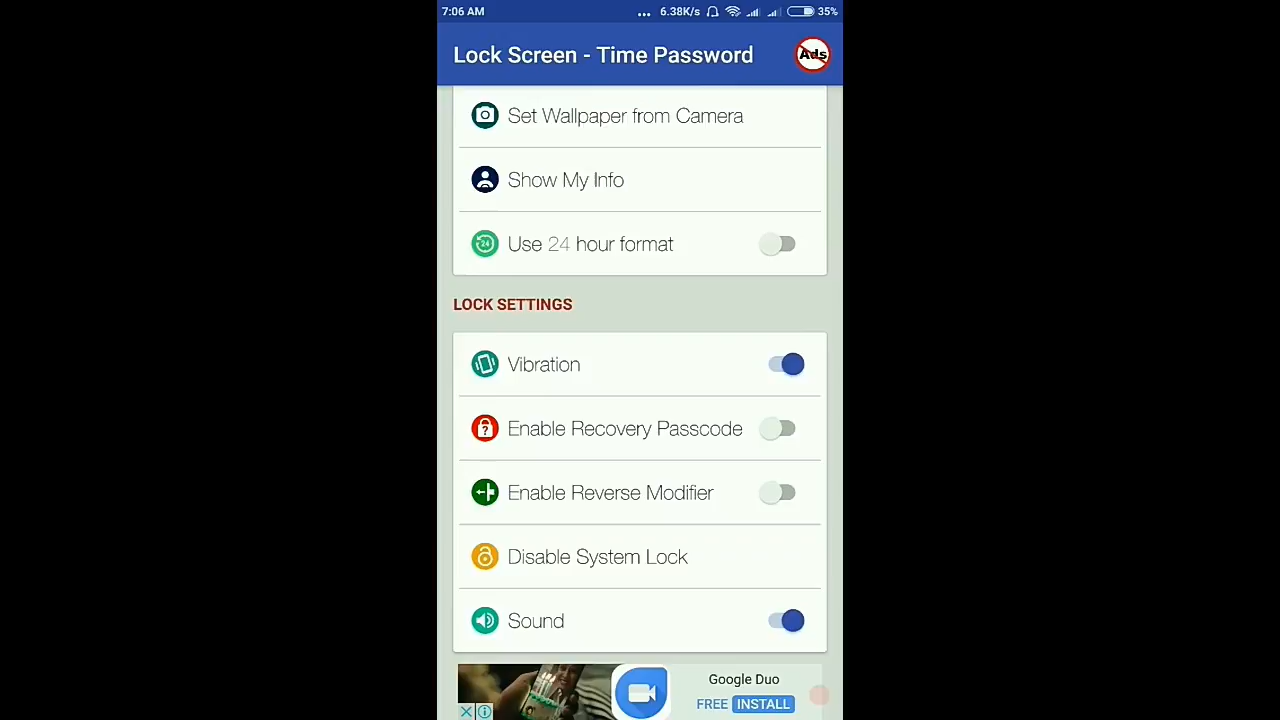 7:06 AM ... 6.38K/s 35%
Lock Screen - Time Password
Ads
Set Wallpaper from Camera
Show My Info
24
Use 24 hour format
LOCK SETTINGS
Vibration
?
Enable Recovery Passcode
Enable Reverse Modifier
Disable System Lock
Sound
Google Duo
FREE INSTALL